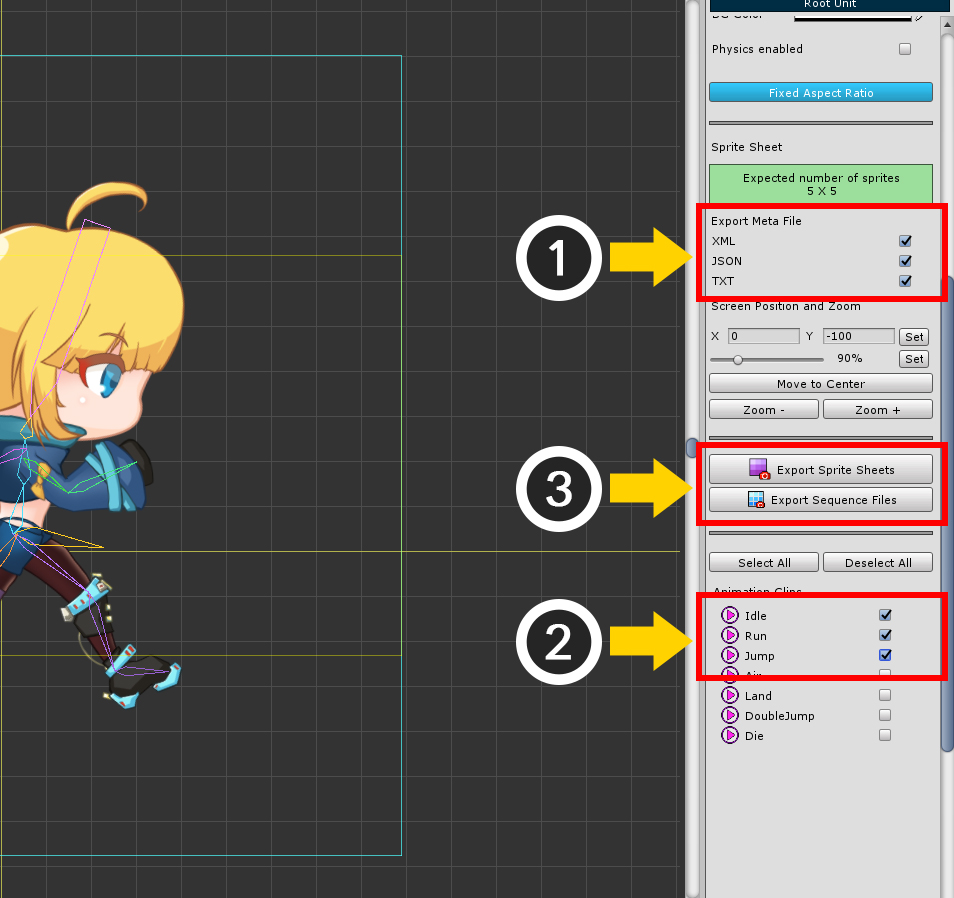 Root Unit
BG Color
Physics enabled
Fixed Aspect Ratio
Sprite Sheet
Expected number of sprites
5 X 5
Export Meta File
XML
JSON
TXT
1
Screen Position and Zoom
X 0 Y -100 Set
90% Set
Move to Center
Zoom - Zoom +
3
Export Sprite Sheets
Export Sequence Files
Select All Deselect All
Animation Clips
2
Idle
Run
Jump
Air
Land
DoubleJump
Die